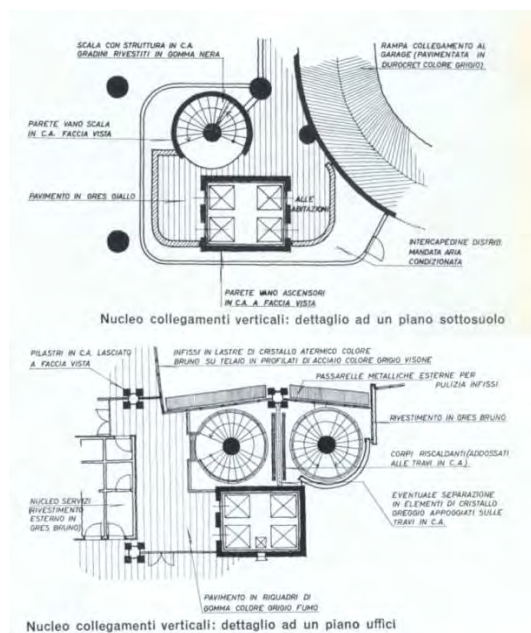 SCALA CON STRUTTURA IN C.A.
GRADINI RIVESTITI IN GOMMA NERA
RAMPA COLLEGAMENTO AL
GARAGE (PAVIMENTATA IN
DUROCRET COLORE GRIGIO)
PARETE VANO SCALA
IN C.A. FACCIA VISTA
PAVIMENTO IN GRES GIALLO
ALLE
ABITAZIONI
INTERCAPEDINE DISTRIB.
MANDATA ARIA
CONDIZIONATA
PARETE VANO ASCENSORI
IN C.A. A FACCIA VISTA
Nucleo collegamenti verticali: dettaglio ad un piano sottosuolo
PILASTRI IN C.A. LASCIATO
A FACCIA VISTA
INFISSI IN LASTRE DI CRISTALLO ATERMICO COLORE
BRUNO SU TELAIO IN PROFILATI DI ACCIAIO COLORE GRIGIO VISONE
PASSARELLE METALLICHE ESTERNE PER
PULIZIA INFISSI
RIVESTIMENTO IN GRES BRUNO
CORPI RISCALDANTI (ADDOSSATI
ALLE TRAVI IN C.A.)
NUCLEO SERVIZI
(RIVESTIMENTO
ESTERNO IN
GRES BRUNO)
EVENTUALE SEPARAZIONE
IN ELEMENTI DI CRISTALLO
GREGGIO APPOGGIATI SULLE
TRAVI IN C.A.
PAVIMENTO IN RIQUADRI DI
GOMMA COLORE GRIGIO FUMO
Nucleo collegamenti verticali: dettaglio ad un piano uffici